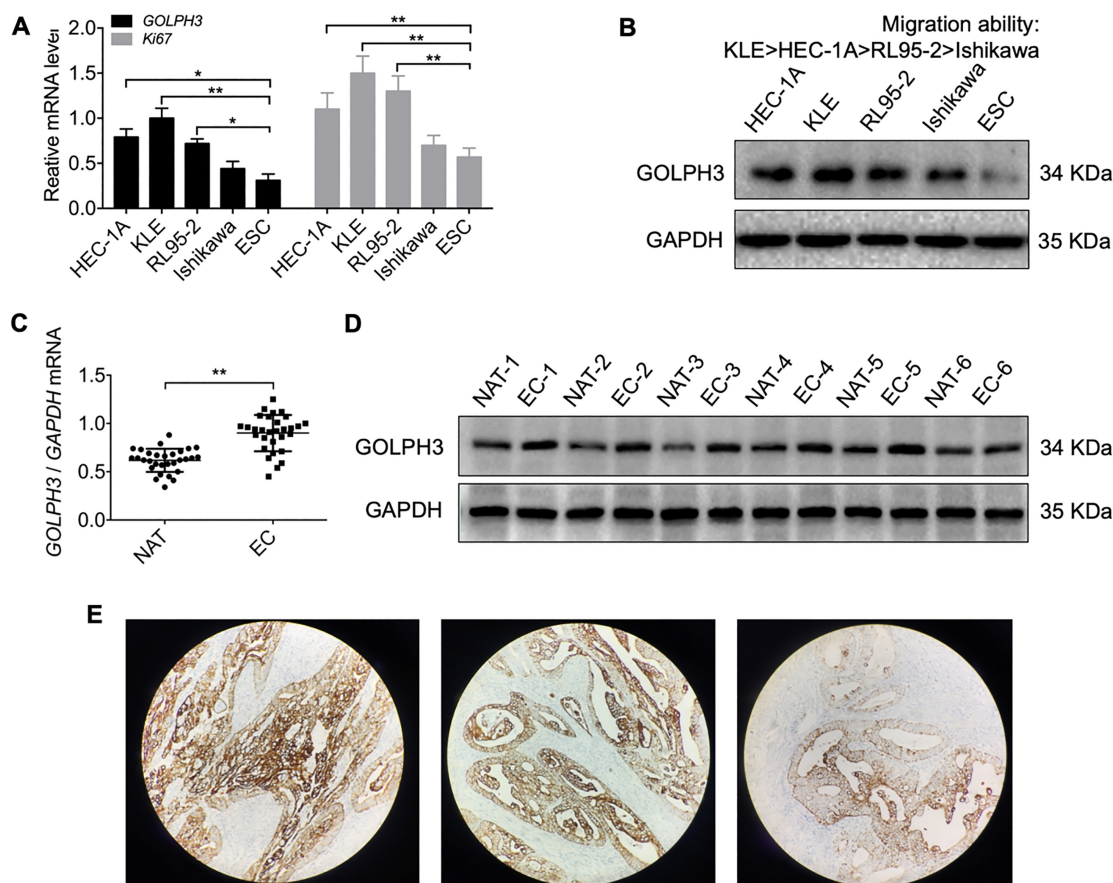 A
GOLPH3
Ki67
Reative mRNA level
2.0
1.5
1.0
0.5
0.0
*
**
*
**
**
**
HEC-1A
KLE
RL95-2
Ishikawa
ESC
HEC-1A
KLE
RL95-2
Ishikawa
ESC
B
Migration ability:
KLE>HEC-1A>RL95-2>Ishikawa
HEC-1A
KLE
RL95-2
Ishikawa
ESC
GOLPH3
34 KDa
GAPDH
35 KDa
C
GOLPH3 / GAPDH mRNA
1.5
1.0
0.5
0.0
**
NAT
EC
D
NAT-1
EC-1
NAT-2
EC-2
NAT-3
EC-3
NAT-4
EC-4
NAT-5
EC-5
NAT-6
EC-6
GOLPH3
34 KDa
GAPDH
35 KDa
E